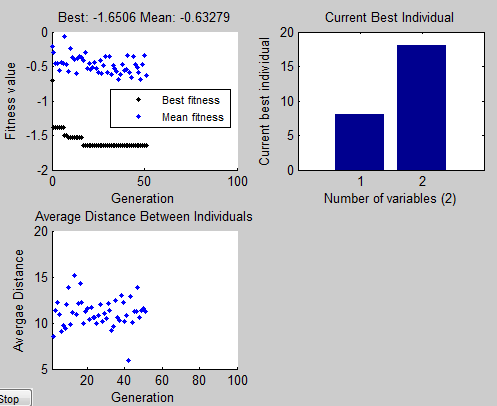 Best: -1.6506 Mean: -0.63279
0
-0.5
-1
-1.5
-2
Fitness value
Best fitness
Mean fitness
0 50 100
Generation
Current Best Individual
20
15
10
5
0
Current best individual
1 2
Number of variables (2)
Average Distance Between Individuals
20
15
10
5
Avergae Distance
20 40 60 80 100
Generation
Stop